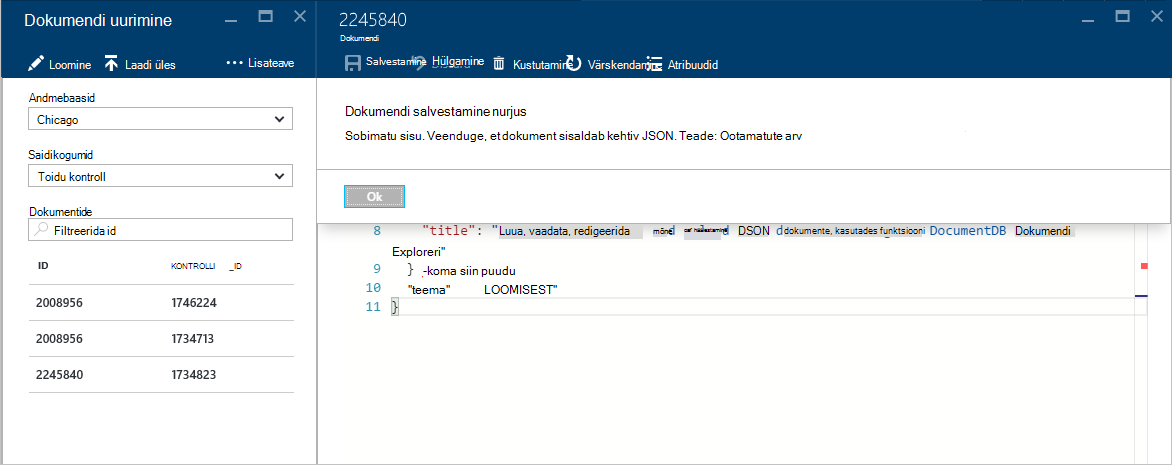 Dokumendi uurimine
Loomine Laadi üles ••• Lisateave
Andmebaasid
Chicago
Saidikogumid
Toidu kontroll
Dokumentide
Filtreerida id
ID KONTROLLI _ID
2008956 1746224
2008956 1734713
2245840 1734823
2245840
Dokumendi
Salvestamine Hülgamine Kustutamine Värskendamine Atribuudid
Dokumendi salvestamine nurjus
Sobimatu sisu. Veenduge, et dokument sisaldab kehtiv JSON. Teade: Ootamatute arv
Ok
8 "title": "Luua, vaadata, redigeerida mõne d d DSON d dokumente, kasutades funktsiooni DocumentDB Dokumendi
Exploreri"
9 } -koma siin puudu
10 "teema" LOOMISEST"
11 }